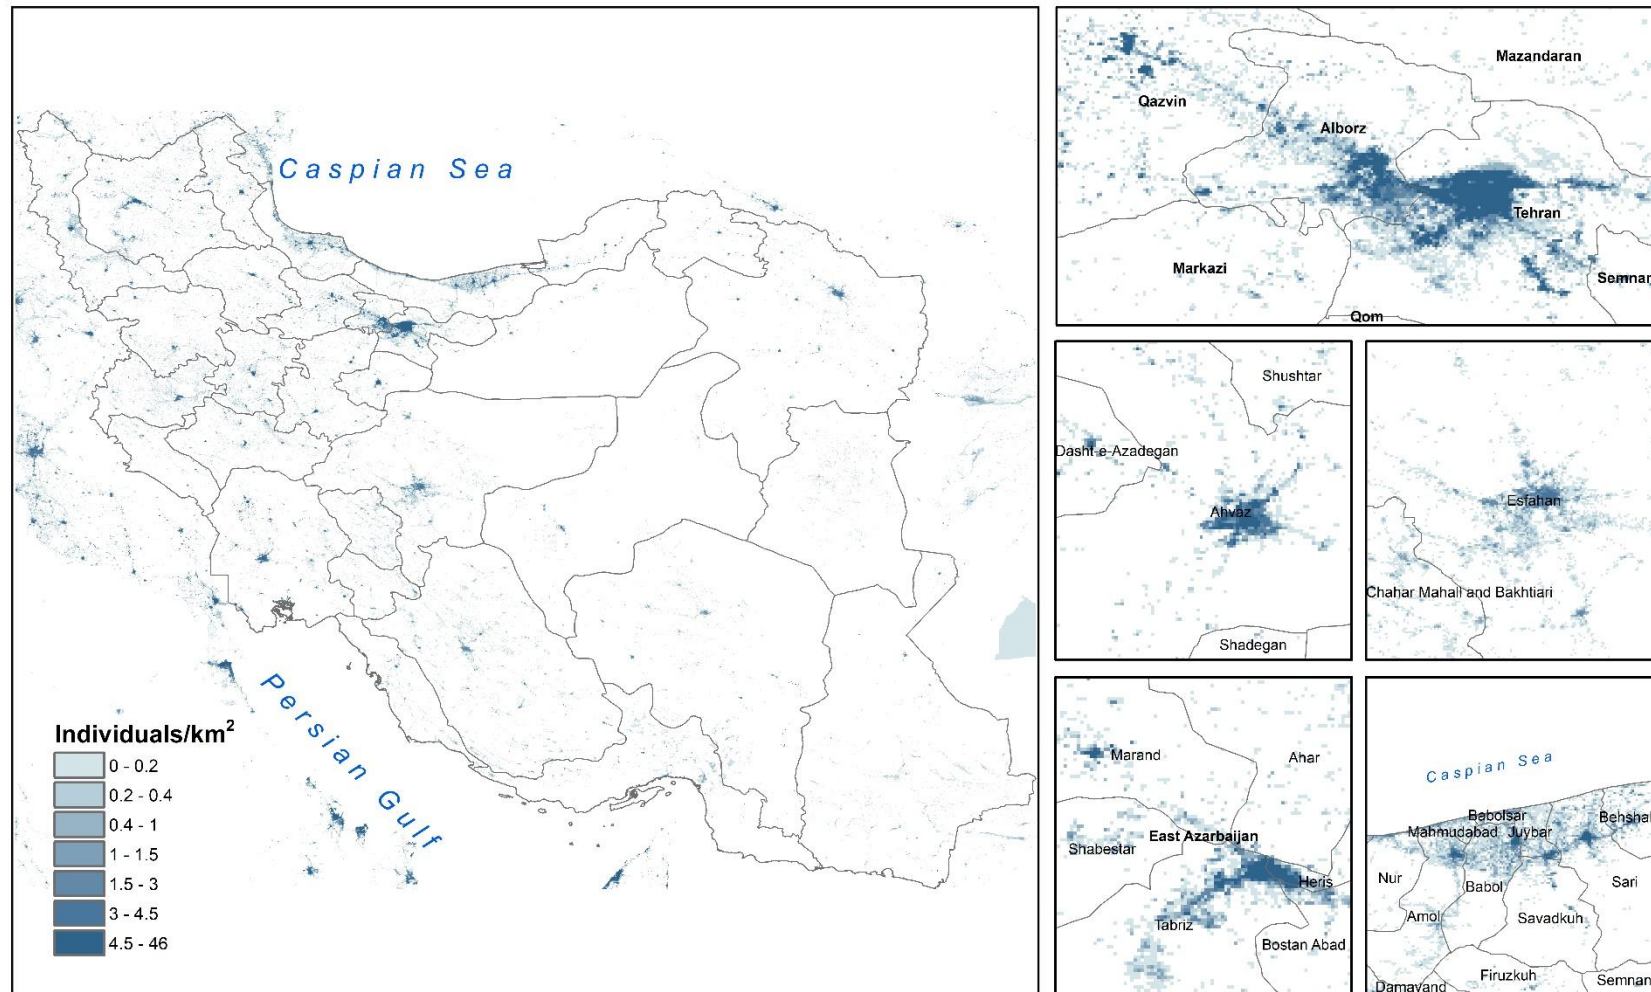 Caspian Sea
Persian Gulf
Individuals/km²
0 - 0.2
0.2 - 0.4
0.4 - 1
1 - 1.5
1.5 - 3
3 - 4.5
4.5 - 46
Mazandaran
Qazvin
Alborz
Tehran
Markazi
Semnan
Qom
Shushtar
Dasht-e-Azadegan
Ahvaz
Shadegan
Esfahan
Chahar Mahall and Bakhtiari
Marand
Ahar
East Azarbaijan
Shabestar
Heris
Tabriz
Bostan Abad
Caspian Sea
Babolsar
Mahmudabad
Juybar
Behshah
Nur
Babol
Sari
Amol
Savadkuh
Firuzkuh
Semnan
Damavand